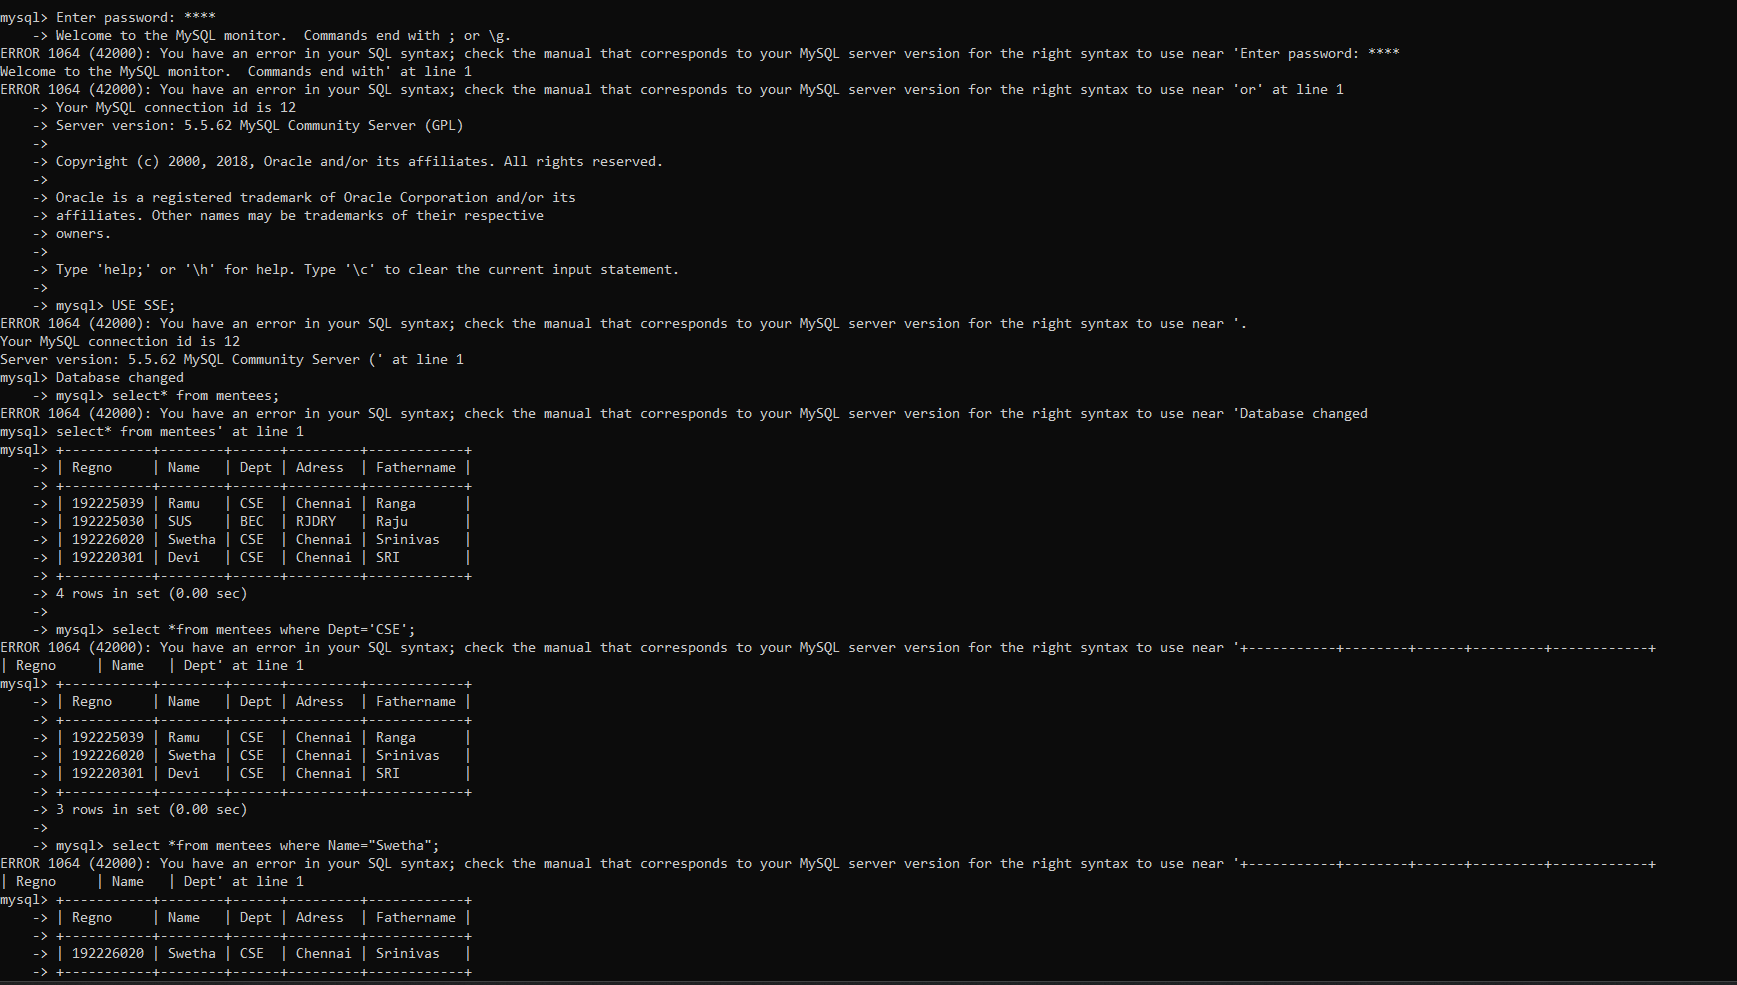 mysql> Enter password: ****
    -> Welcome to the MySQL monitor.  Commands end with ; or \g.
ERROR 1064 (42000): You have an error in your SQL syntax; check the manual that corresponds to your MySQL server version for the right syntax to use near 'Enter password: ****
Welcome to the MySQL monitor.  Commands end with' at line 1
ERROR 1064 (42000): You have an error in your SQL syntax; check the manual that corresponds to your MySQL server version for the right syntax to use near 'or' at line 1
    -> Your MySQL connection id is 12
    -> Server version: 5.5.62 MySQL Community Server (GPL)
    ->
    -> Copyright (c) 2000, 2018, Oracle and/or its affiliates. All rights reserved.
    ->
    -> Oracle is a registered trademark of Oracle Corporation and/or its
    -> affiliates. Other names may be trademarks of their respective
    -> owners.
    ->
    -> Type 'help;' or '\h' for help. Type '\c' to clear the current input statement.
    ->
    -> mysql> USE SSE;
ERROR 1064 (42000): You have an error in your SQL syntax; check the manual that corresponds to your MySQL server version for the right syntax to use near '.
Your MySQL connection id is 12
Server version: 5.5.62 MySQL Community Server (' at line 1
mysql> Database changed
    -> mysql> select* from mentees;
ERROR 1064 (42000): You have an error in your SQL syntax; check the manual that corresponds to your MySQL server version for the right syntax to use near 'Database changed
mysql> select* from mentees' at line 1
mysql> +-----------+--------+------+---------+------------+
    -> | Regno     | Name   | Dept | Adress  | Fathername |
    -> +-----------+--------+------+---------+------------+
    -> | 192225039 | Ramu   | CSE  | Chennai | Ranga      |
    -> | 192225030 | SUS    | BEC  | RJDRY   | Raju       |
    -> | 192226020 | Swetha | CSE  | Chennai | Srinivas   |
    -> | 192220301 | Devi   | CSE  | Chennai | SRI        |
    -> +-----------+--------+------+---------+------------+
    -> 4 rows in set (0.00 sec)
    ->
    -> mysql> select *from mentees where Dept='CSE';
ERROR 1064 (42000): You have an error in your SQL syntax; check the manual that corresponds to your MySQL server version for the right syntax to use near '+-----------+--------+------+---------+------------+
| Regno     | Name   | Dept' at line 1
mysql> +-----------+--------+------+---------+------------+
    -> | Regno     | Name   | Dept | Adress  | Fathername |
    -> +-----------+--------+------+---------+------------+
    -> | 192225039 | Ramu   | CSE  | Chennai | Ranga      |
    -> | 192226020 | Swetha | CSE  | Chennai | Srinivas   |
    -> | 192220301 | Devi   | CSE  | Chennai | SRI        |
    -> +-----------+--------+------+---------+------------+
    -> 3 rows in set (0.00 sec)
    ->
    -> mysql> select *from mentees where Name="Swetha";
ERROR 1064 (42000): You have an error in your SQL syntax; check the manual that corresponds to your MySQL server version for the right syntax to use near '+-----------+--------+------+---------+------------+
| Regno     | Name   | Dept' at line 1
mysql> +-----------+--------+------+---------+------------+
    -> | Regno     | Name   | Dept | Adress  | Fathername |
    -> +-----------+--------+------+---------+------------+
    -> | 192226020 | Swetha | CSE  | Chennai | Srinivas   |
    -> +-----------+--------+------+---------+------------+